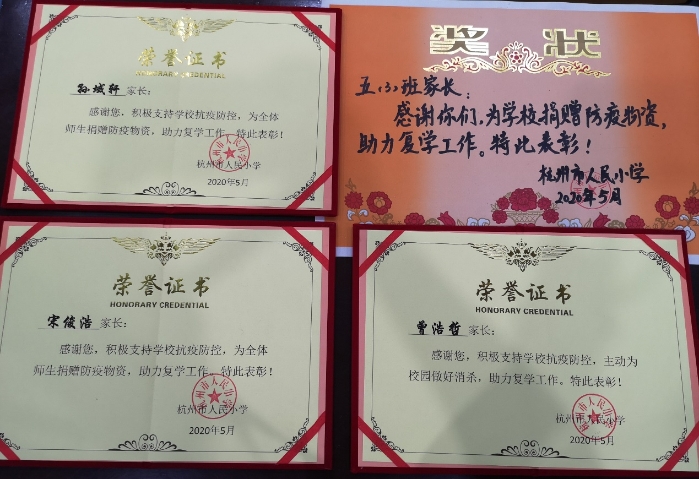 荣誉证书
HONORARY CREDENTIAL
孙域轩 家长：
感谢您，积极支持学校抗疫防控，为全体
师生捐赠防疫物资，助力复学工作。特此表彰！
杭州市人民小学
2020年5月
奖状
五（3）班家长：
感谢你们，为学校捐赠防疫物资，
助力复学工作。特此表彰！
杭州市人民小学
2020年5月
荣誉证书
HONORARY CREDENTIAL
宋俊浩 家长：
感谢您，积极支持学校抗疫防控，为全体
师生捐赠防疫物资，助力复学工作。特此表彰！
杭州市人民小学
2020年5月
荣誉证书
HONORARY CREDENTIAL
曾浩哲 家长：
感谢您，积极支持学校抗疫防控，主动为
校园做好消杀，助力复学工作。特此表彰！
杭州市人民小学
2020年5月